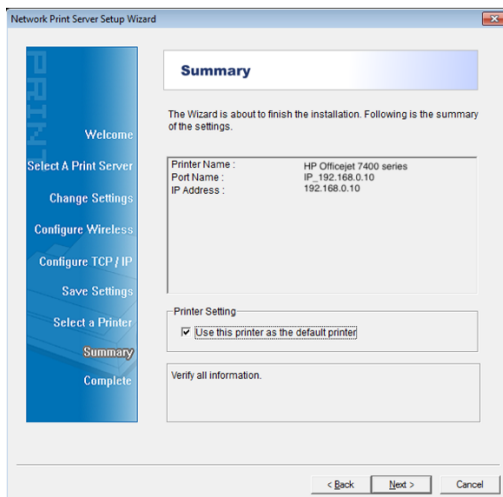 Network Print Server Setup Wizard
PRINT
Welcome
Select A Print Server
Change Settings
Configure Wireless
Configure TCP / IP
Save Settings
Select a Printer
Summary
Complete
Summary
The Wizard is about to finish the installation. Following is the summary
of the settings.
Printer Name : HP Officejet 7400 series
Port Name : IP_192.168.0.10
IP Address : 192.168.0.10
Printer Setting
Use this printer as the default printer
Verify all information.
< Back
Next >
Cancel